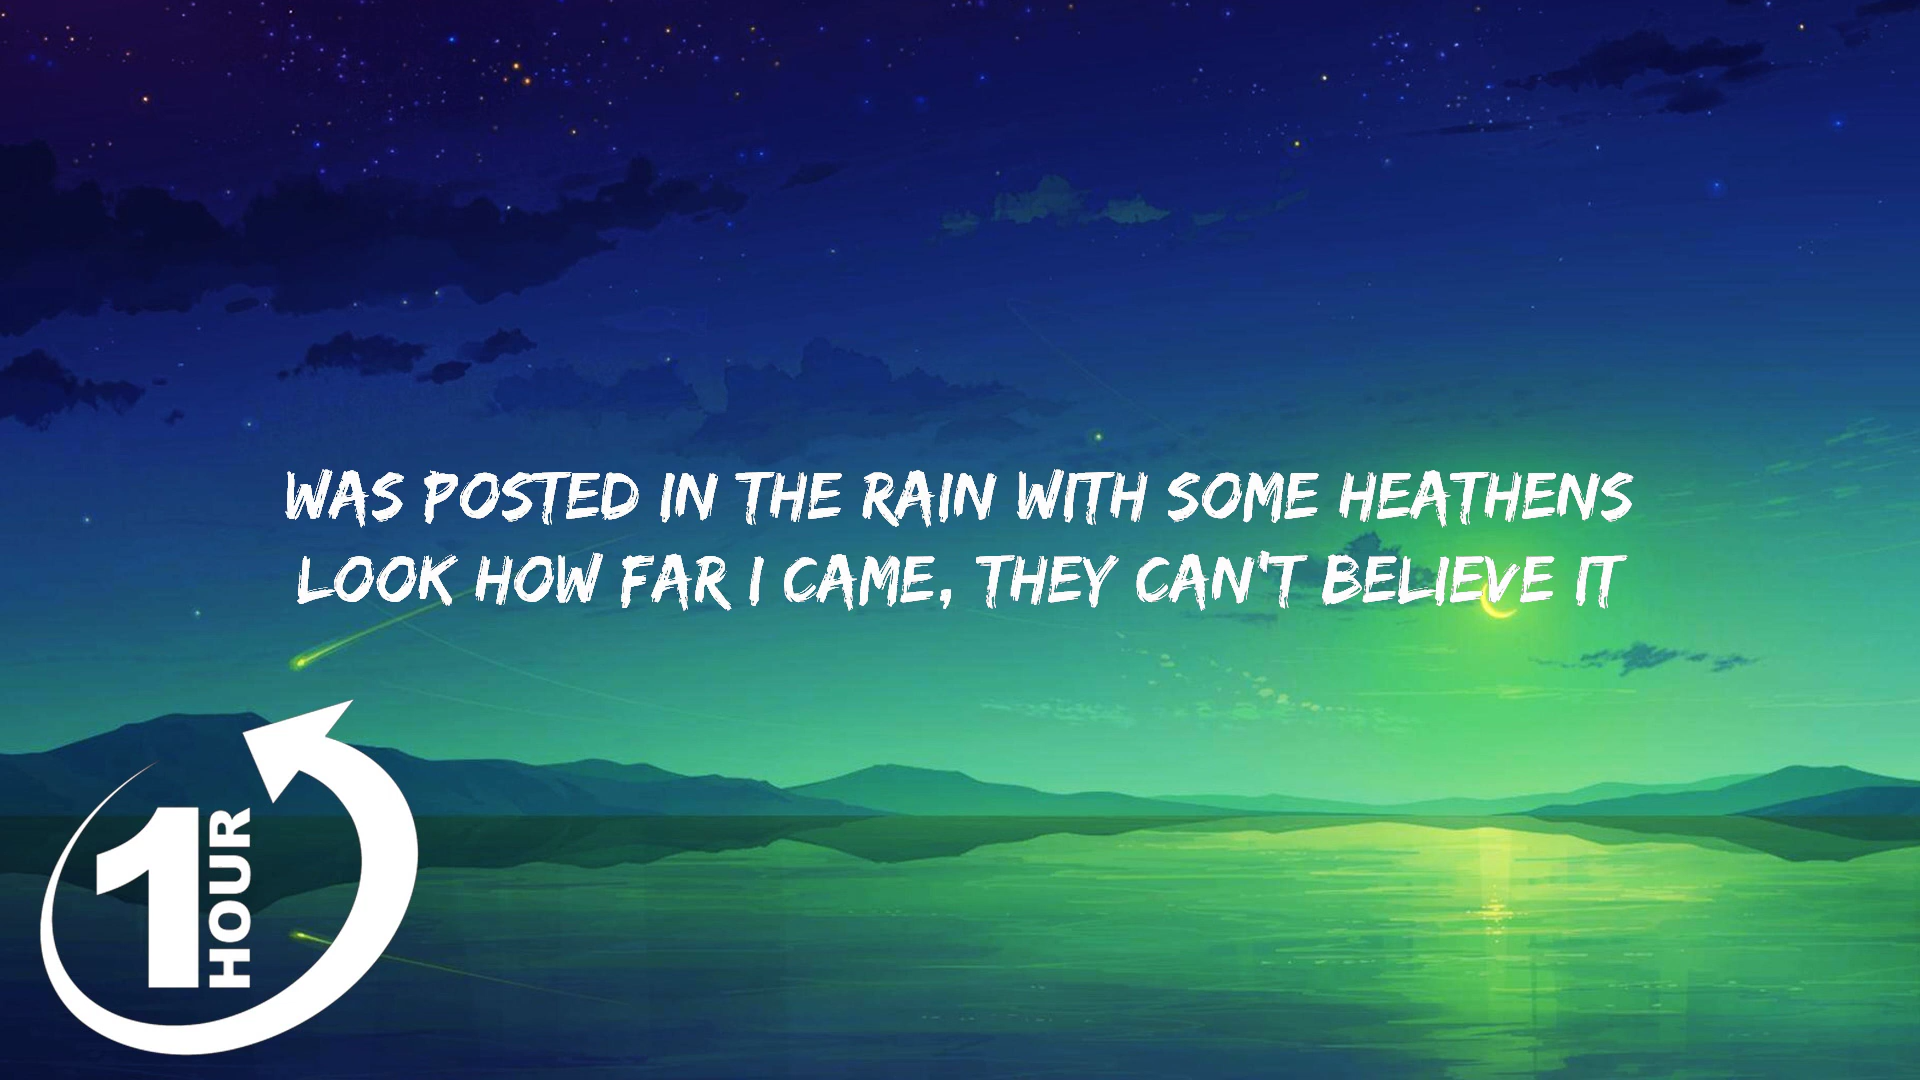 WAS POSTED IN THE RAIN WITH SOME HEATHENS
LOOK HOW FAR I CAME, THEY CAN'T BELIEVE IT
1 HOUR